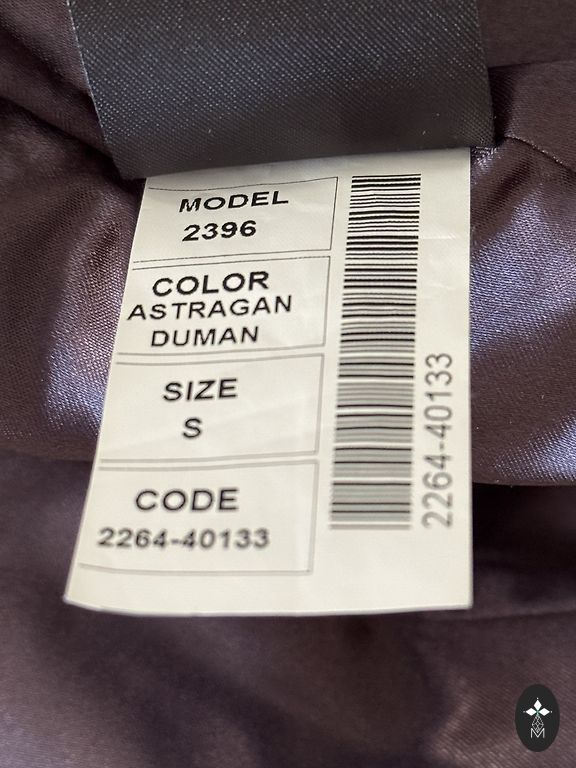 MODEL
2396
COLOR
ASTRAGAN
DUMAN
SIZE
S
CODE
2264-40133
2264-40133
M